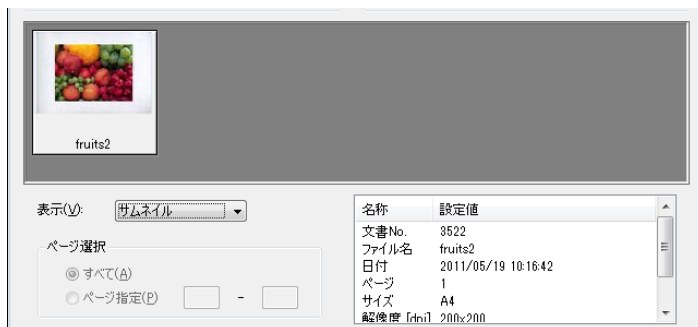 fruits2
表示(V): サムネイル
ページ選択
すべて(A)
ページ指定(P) -
名称 設定値
文書No. 3522
ファイル名 fruits2
日付 2011/05/19 10:16:42
ページ 1
サイズ A4
解像度 [dpi] 200x200